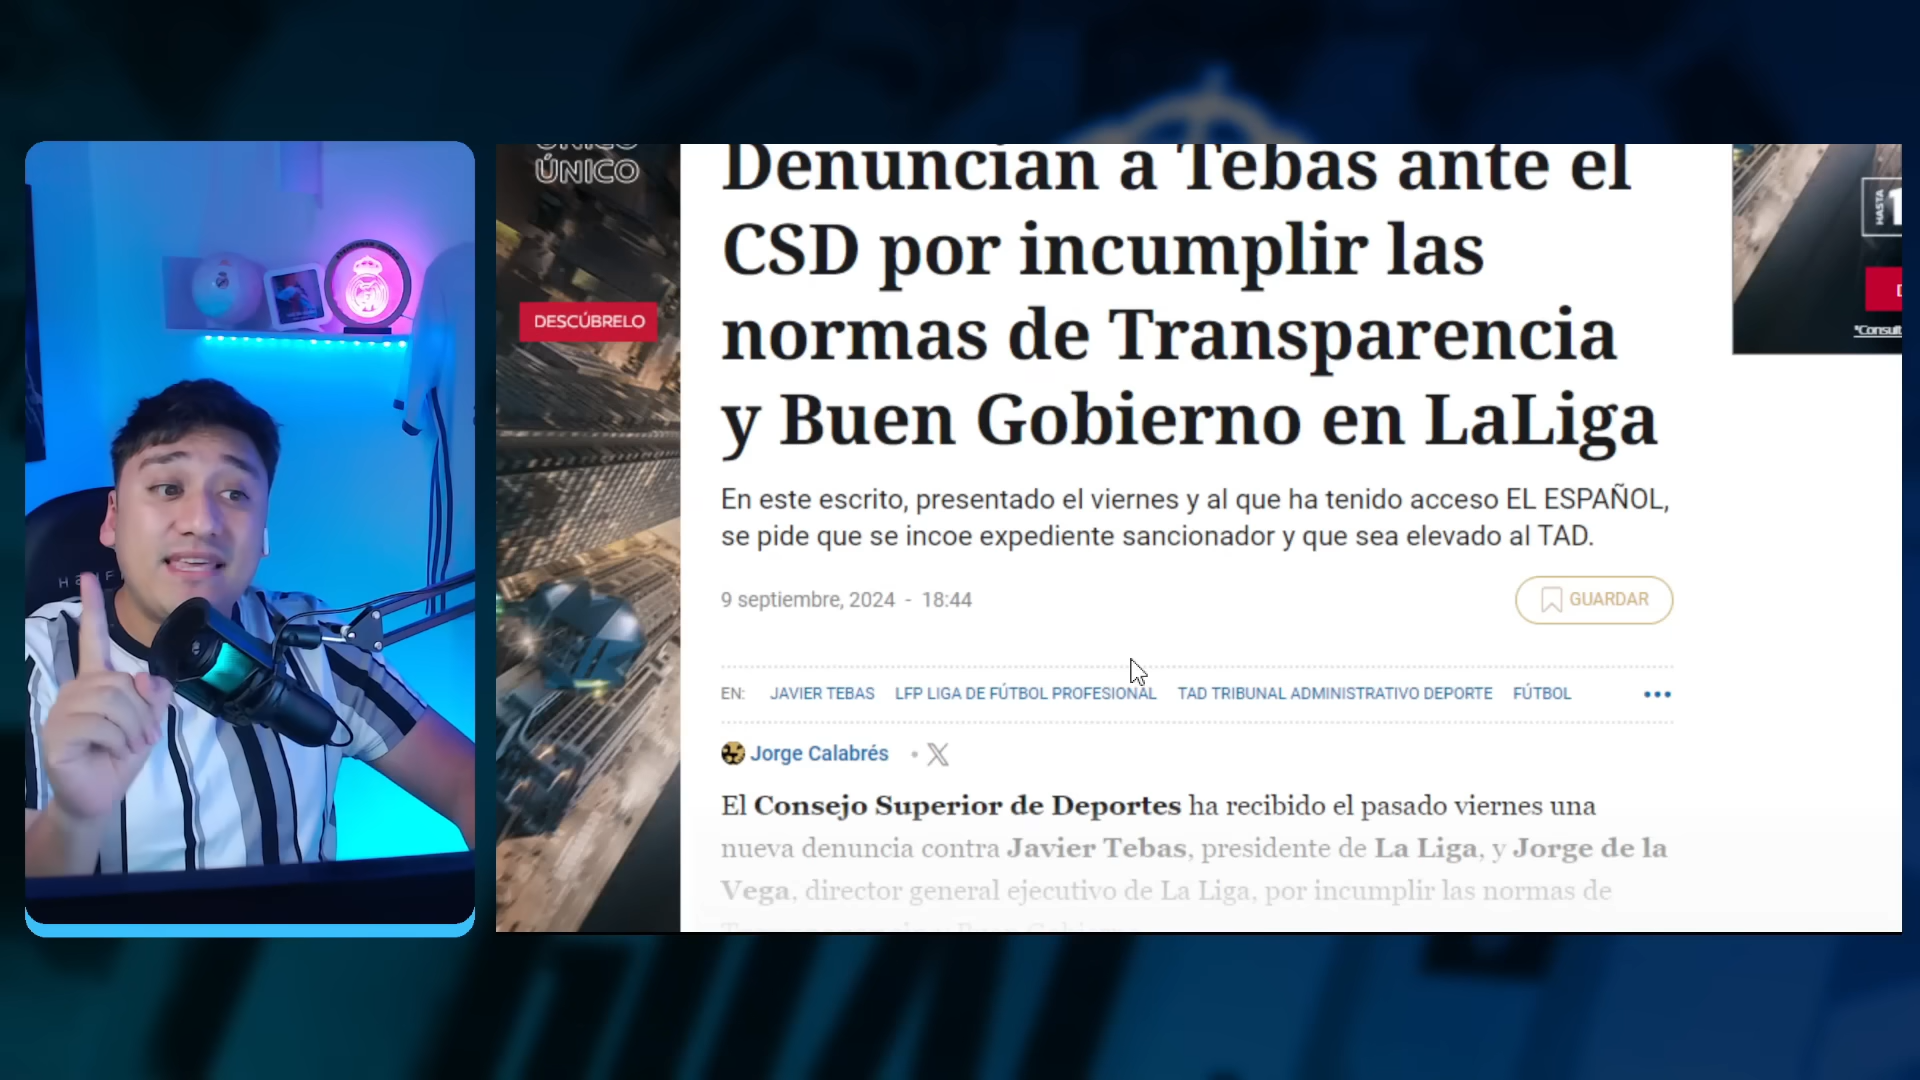 ÚNICO
ÚNICO
DESCÚBRELO
Denuncian a Tebas ante el
CSD por incumplir las
normas de Transparencia
y Buen Gobierno en LaLiga
En este escrito, presentado el viernes y al que ha tenido acceso EL ESPAÑOL,
se pide que se incoe expediente sancionador y que sea elevado al TAD.
9 septiembre, 2024 - 18:44
GUARDAR
EN: JAVIER TEBAS LFP LIGA DE FÚTBOL PROFESIONAL TAD TRIBUNAL ADMINISTRATIVO DEPORTE FÚTBOL
Jorge Calabrés
El Consejo Superior de Deportes ha recibido el pasado viernes una
nueva denuncia contra Javier Tebas, presidente de La Liga, y Jorge de la
Vega, director general ejecutivo de La Liga, por incumplir las normas de
HASTA